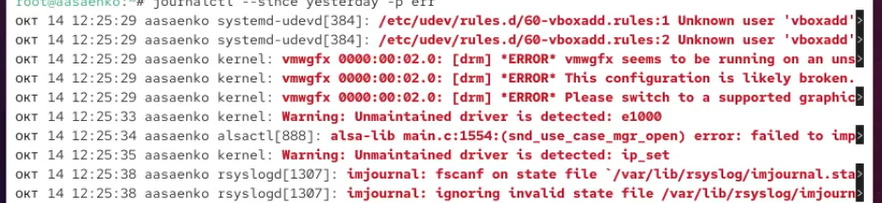 root@aasaenko:~# journalctl --since yesterday -p err
окт 14 12:25:29 aasaenko systemd-udevd[384]: /etc/udev/rules.d/60-vboxadd.rules:1 Unknown user 'vboxadd'>
окт 14 12:25:29 aasaenko systemd-udevd[384]: /etc/udev/rules.d/60-vboxadd.rules:2 Unknown user 'vboxadd'>
окт 14 12:25:29 aasaenko kernel: vmwgfx 0000:00:02.0: [drm] *ERROR* vmwgfx seems to be running on an uns>
окт 14 12:25:29 aasaenko kernel: vmwgfx 0000:00:02.0: [drm] *ERROR* This configuration is likely broken.
окт 14 12:25:29 aasaenko kernel: vmwgfx 0000:00:02.0: [drm] *ERROR* Please switch to a supported graphic>
окт 14 12:25:33 aasaenko kernel: Warning: Unmaintained driver is detected: e1000
окт 14 12:25:34 aasaenko alsactl[888]: alsa-lib main.c:1554:(snd_use_case_mgr_open) error: failed to imp>
окт 14 12:25:35 aasaenko kernel: Warning: Unmaintained driver is detected: ip_set
окт 14 12:25:38 aasaenko rsyslogd[1307]: imjournal: fscanf on state file `/var/lib/rsyslog/imjournal.sta>
окт 14 12:25:38 aasaenko rsyslogd[1307]: imjournal: ignoring invalid state file /var/lib/rsyslog/imjourn>